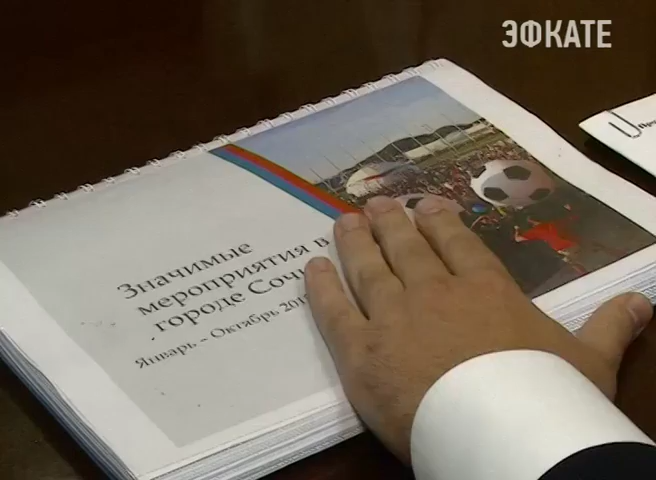 ЭФКАТЕ
Значимые
мероприятия в
городе Сочи
Январь - Октябрь